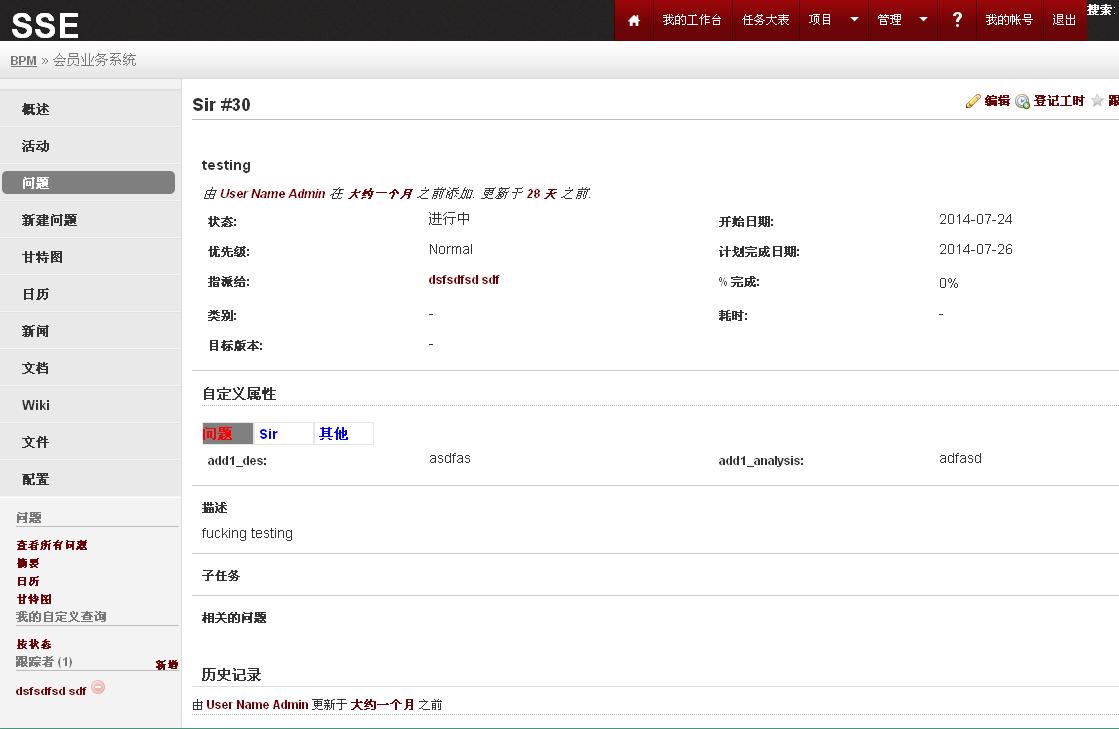 SSE
我的工作台 任务大表 项目 管理 ? 我的帐号 退出 搜索:
BPM » 会员业务系统
概述
活动
问题
新建问题
甘特图
日历
新闻
文档
Wiki
文件
配置
问题
查看所有问题
摘要
日历
甘特图
我的自定义查询
按状态
跟踪者 (1) 新增
dsfsdfsd sdf
Sir #30
编辑 登记工时 跟
testing
由 User Name Admin 在 大约一个月 之前添加. 更新于 28 天 之前.
状态: 进行中 开始日期: 2014-07-24
优先级: Normal 计划完成日期: 2014-07-26
指派给: dsfsdfsd sdf % 完成: 0%
类别: - 耗时: -
目标版本: -
自定义属性
问题 Sir 其他
add1_des: asdfas add1_analysis: adfasd
描述
fucking testing
子任务
相关的问题
历史记录
由 User Name Admin 更新于 大约一个月 之前